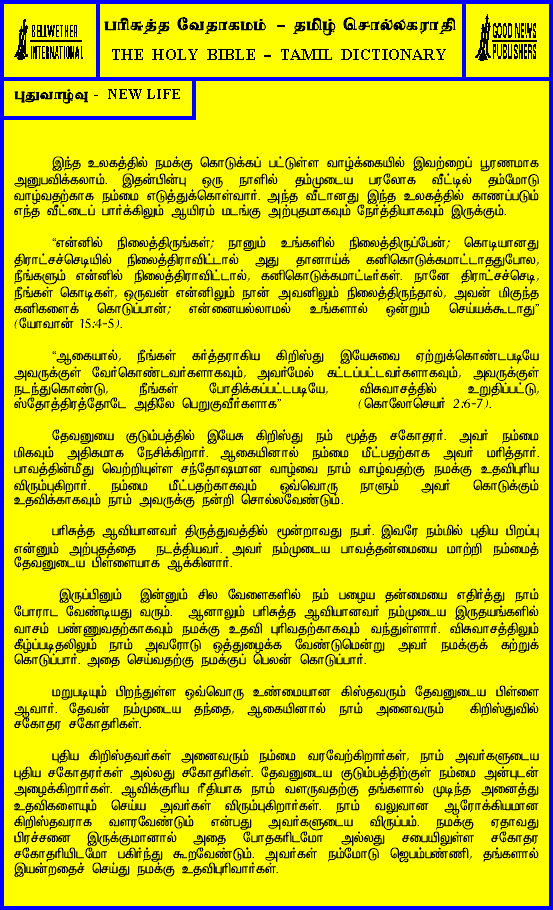 BELLWETHER
INTERNATIONAL
பரிசுத்த வேதாகமம் – தமிழ் சொல்லகராதி
THE HOLY BIBLE – TAMIL DICTIONARY
GOOD NEWS
PUBLISHERS
புதுவாழ்வு - NEW LIFE
இந்த உலகத்தில் நமக்கு கொடுக்கப் பட்டுள்ள வாழ்க்கையில் இவற்றைப் பூரணமாக
அனுபவிக்கலாம். இதன்பின்பு ஒரு நாளில் தம்முடைய பரலோக வீட்டில் தம்மோடு
வாழ்வதற்காக நம்மை எடுத்துக்கொள்வார். அந்த வீடானது இந்த உலகத்தில் காணப்படும்
எந்த வீட்டைப் பார்க்கிலும் ஆயிரம் மடங்கு அற்புதமாகவும் நேர்த்தியாகவும் இருக்கும்.
“என்னில் நிலைத்திருங்கள்; நானும் உங்களில் நிலைத்திருப்பேன்; கொடியானது
திராட்சச்செடியில் நிலைத்திராவிட்டால் அது தானாய்க் கனிகொடுக்கமாட்டாததுபோல,
நீங்களும் என்னில் நிலைத்திராவிட்டால், கனிகொடுக்கமாட்டீர்கள். நானே திராட்சச்செடி,
நீங்கள் கொடிகள், ஒருவன் என்னிலும் நான் அவனிலும் நிலைத்திருந்தால், அவன் மிகுந்த
கனிகளைக் கொடுப்பான்; என்னையல்லாமல் உங்களால் ஒன்றும் செய்யக்கூடாது”
(யோவான் 15:4-5).
“ஆகையால், நீங்கள் கர்த்தராகிய கிறிஸ்து இயேசுவை ஏற்றுக்கொண்டபடியே
அவருக்குள் வேர்கொண்டவர்களாகவும், அவர்மேல் கட்டப்பட்டவர்களாகவும், அவருக்குள்
நடந்துகொண்டு, நீங்கள் போதிக்கப்பட்டபடியே, விசுவாசத்தில் உறுதிப்பட்டு,
ஸ்தோத்திரத்தோடே அதிலே பெறுகுவீர்களாக” (கொலோசெயர் 2:6-7).
தேவனுயை குடும்பத்தில் இயேசு கிறிஸ்து நம் மூத்த சகோதரர். அவர் நம்மை
மிகவும் அதிகமாக நேசிக்கிறார். ஆகையினால் நம்மை மீட்பதற்காக அவர் மரித்தார்.
பாவத்தின்மீது வெற்றியுள்ள சந்தோஷமான வாழ்வை நாம் வாழ்வதற்கு நமக்கு உதவிபுரிய
விரும்புகிறார். நம்மை மீட்பதற்காகவும் ஒவ்வொரு நாளும் அவர் கொடுக்கும்
உதவிக்காகவும் நாம் அவருக்கு நன்றி சொல்லவேண்டும்.
பரிசுத்த ஆவியானவர் திருத்துவத்தில் மூன்றாவது நபர். இவரே நம்மில் புதிய பிறப்பு
என்னும் அற்புதத்தை நடத்தியவர். அவர் நம்முடைய பாவத்தன்மையை மாற்றி நம்மைத்
தேவனுடைய பிள்ளையாக ஆக்கினார்.
இருப்பினும் இன்னும் சில வேளைகளில் நம் பழைய தன்மையை எதிர்த்து நாம்
போராட வேண்டியது வரும். ஆனாலும் பரிசுத்த ஆவியானவர் நம்முடைய இருதயங்களில்
வாசம் பண்ணுவதற்காகவும் நமக்கு உதவி புரிவதற்காகவும் வந்துள்ளார். விசுவாசத்திலும்
கீழ்ப்படிதலிலும் நாம் அவரோடு ஒத்துழைக்க வேண்டுமென்று அவர் நமக்குக் கற்றுக்
கொடுப்பார். அதை செய்வதற்கு நமக்குப் பெலன் கொடுப்பார்.
மறுபடியும் பிறந்துள்ள ஒவ்வொரு உண்மையான கிஸ்தவரும் தேவனுடைய பிள்ளை
ஆவார். தேவன் நம்முடைய தந்தை, ஆகையினால் நாம் அனைவரும் கிறிஸ்துவில்
சகோதர சகோதரிகள்.
புதிய கிறிஸ்தவர்கள் அனைவரும் நம்மை வரவேற்கிறார்கள், நாம் அவர்களுடைய
புதிய சகோதரர்கள் அல்லது சகோதரிகள். தேவனுடைய குடும்பத்திற்குள் நம்மை அன்புடன்
அழைக்கிறார்கள். ஆவிக்குரிய ரீதியாக நாம் வளருவதற்கு தங்களால் முடிந்த அனைத்து
உதவிகளையும் செய்ய அவர்கள் விரும்புகிறார்கள். நாம் வலுவான ஆரோக்கியமான
கிறிஸ்தவராக வளரவேண்டும் என்பது அவர்களுடைய விருப்பம். நமக்கு ஏதாவது
பிரச்சனை இருக்குமானால் அதை போதகரிடமோ அல்லது சபையிலுள்ள சகோதர
சகோதரியிடமோ பகிர்ந்து கூறவேண்டும். அவர்கள் நம்மோடு ஜெபம்பண்ணி, தங்களால்
இயன்றதைச் செய்து நமக்கு உதவிபுரிவார்கள்.